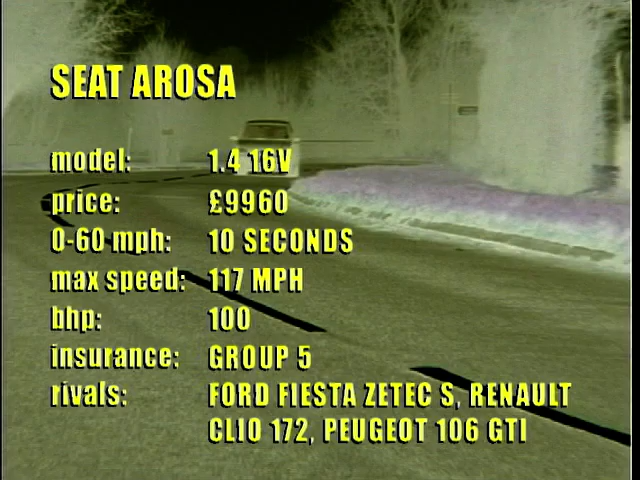 SEAT AROSA
model: 1.4 16V
price: £9960
0-60 mph: 10 SECONDS
max speed: 117 MPH
bhp: 100
insurance: GROUP 5
rivals: FORD FIESTA ZETEC S, RENAULT
CLIO 172, PEUGEOT 106 GTI